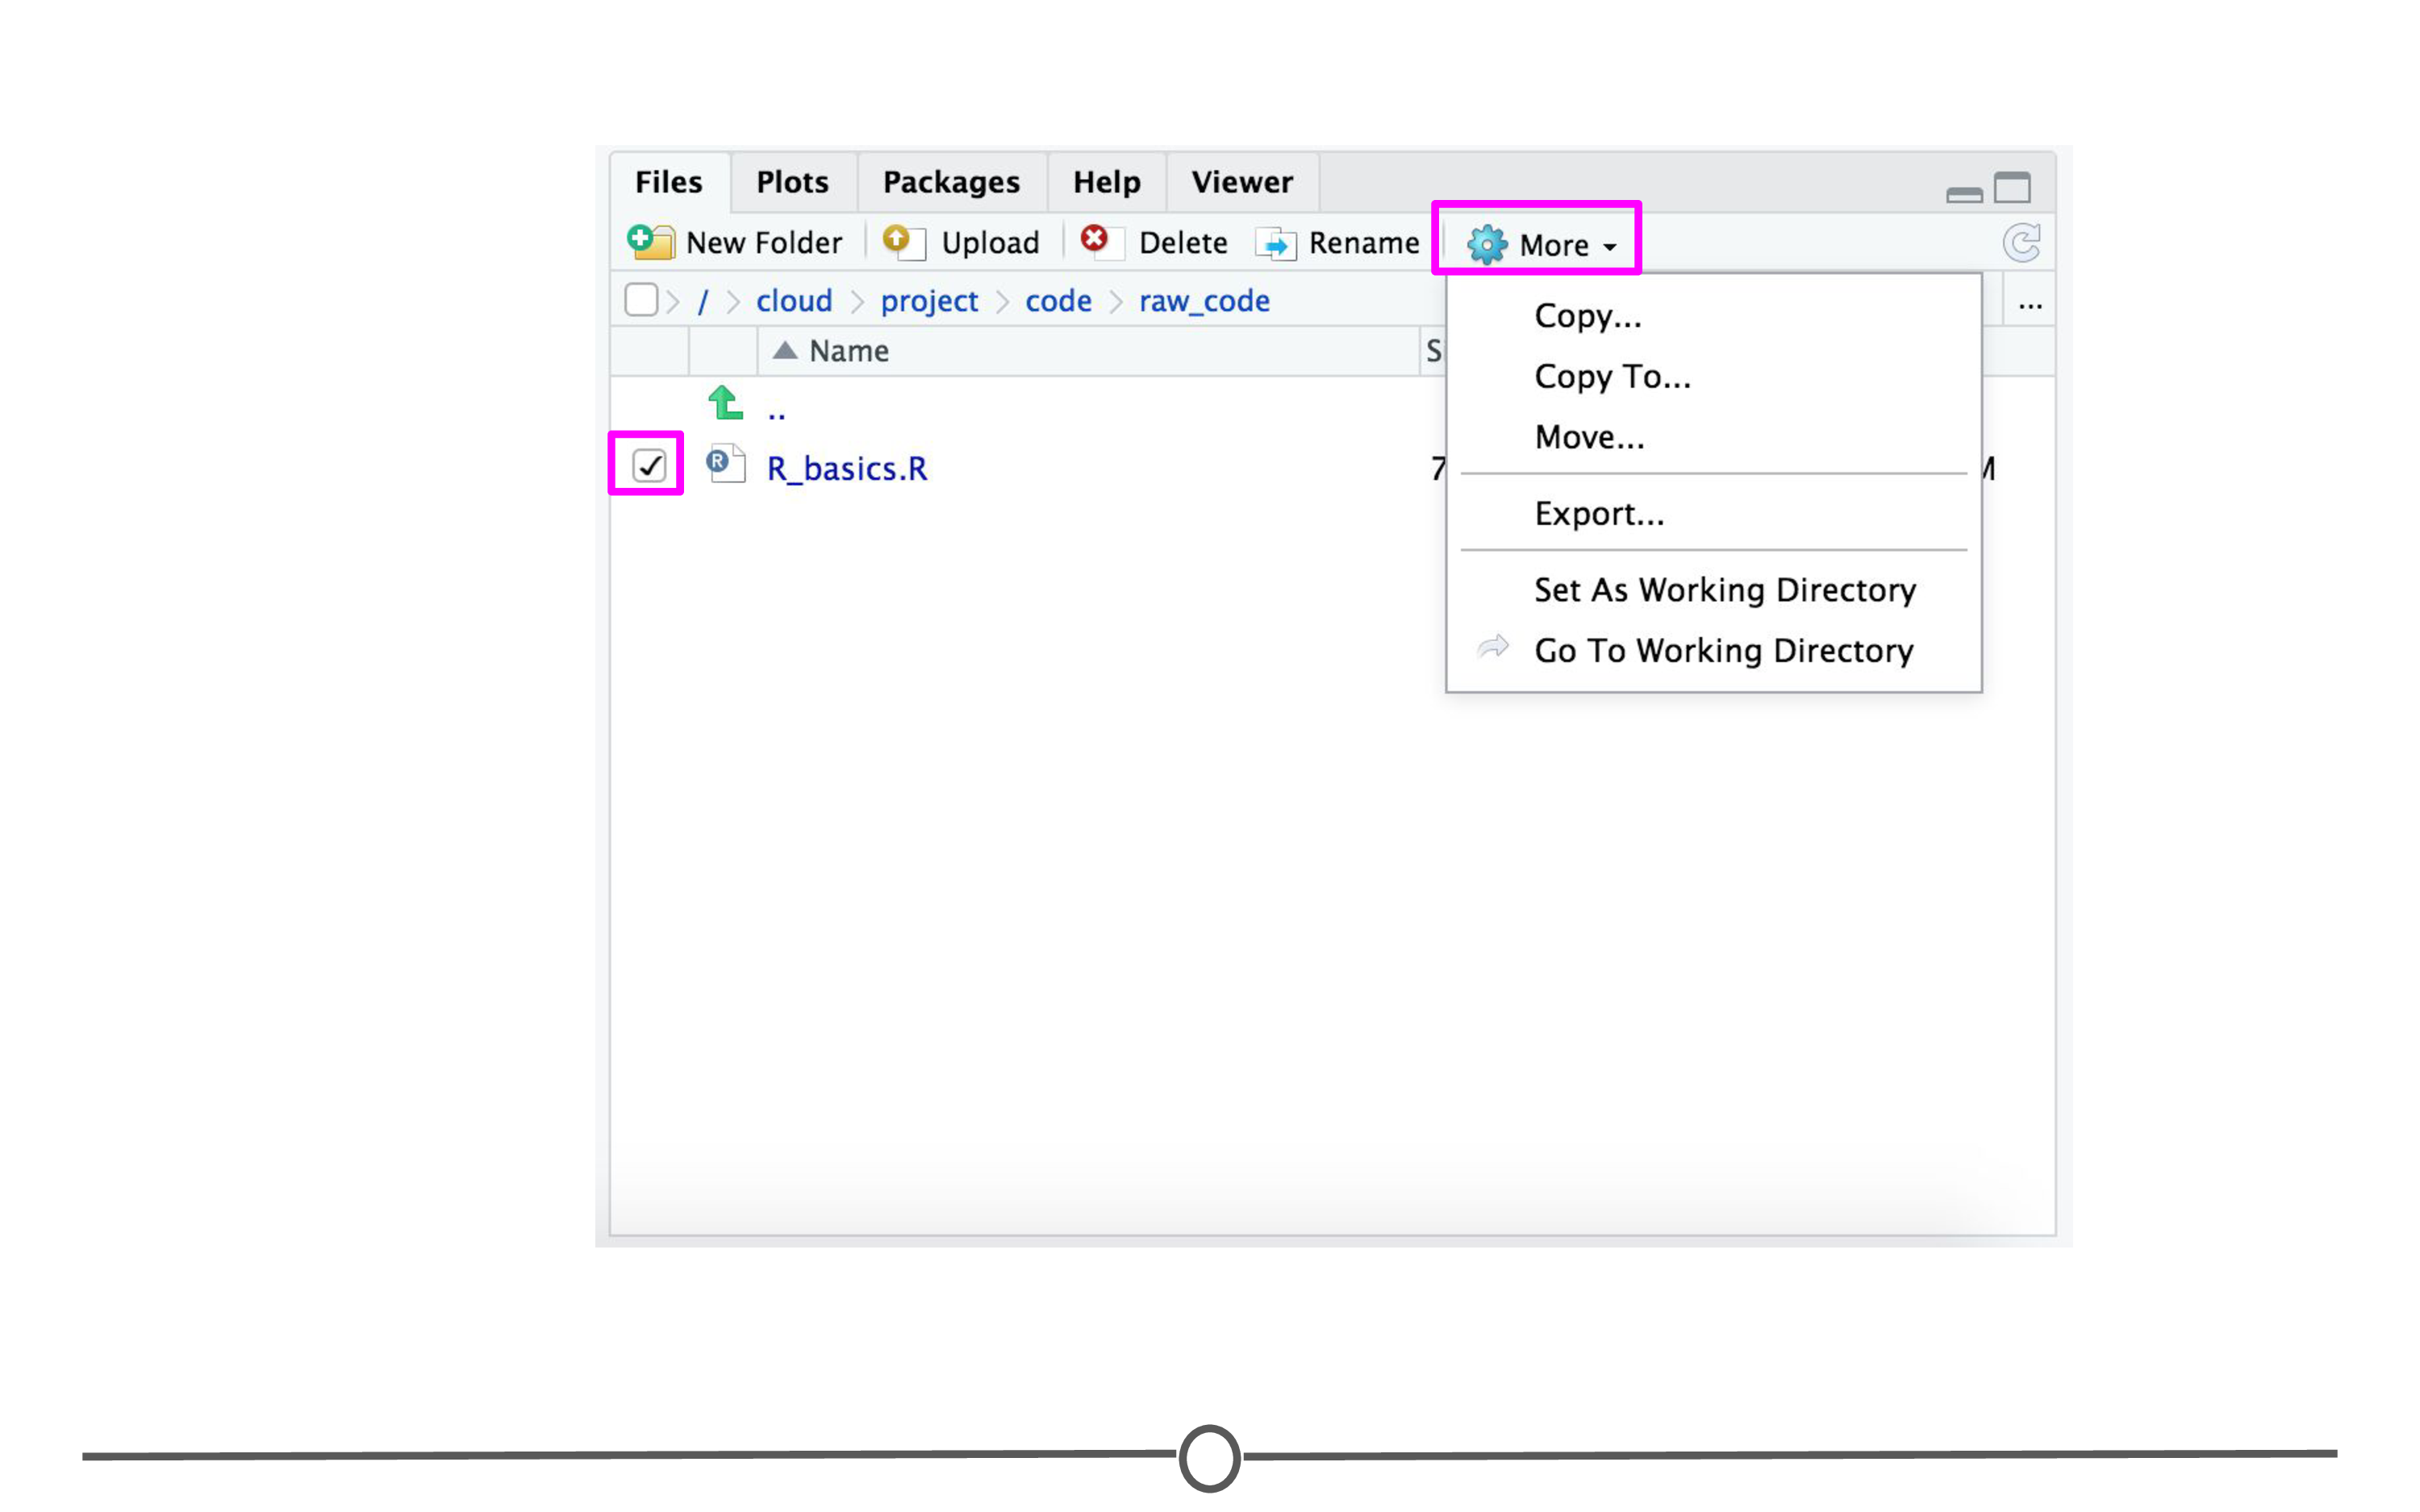 Files Plots Packages Help Viewer
New Folder Upload Delete Rename More
/ cloud project code raw_code ...
Name
..
R_basics.R
Copy...
Copy To...
Move...
Export...
Set As Working Directory
Go To Working Directory